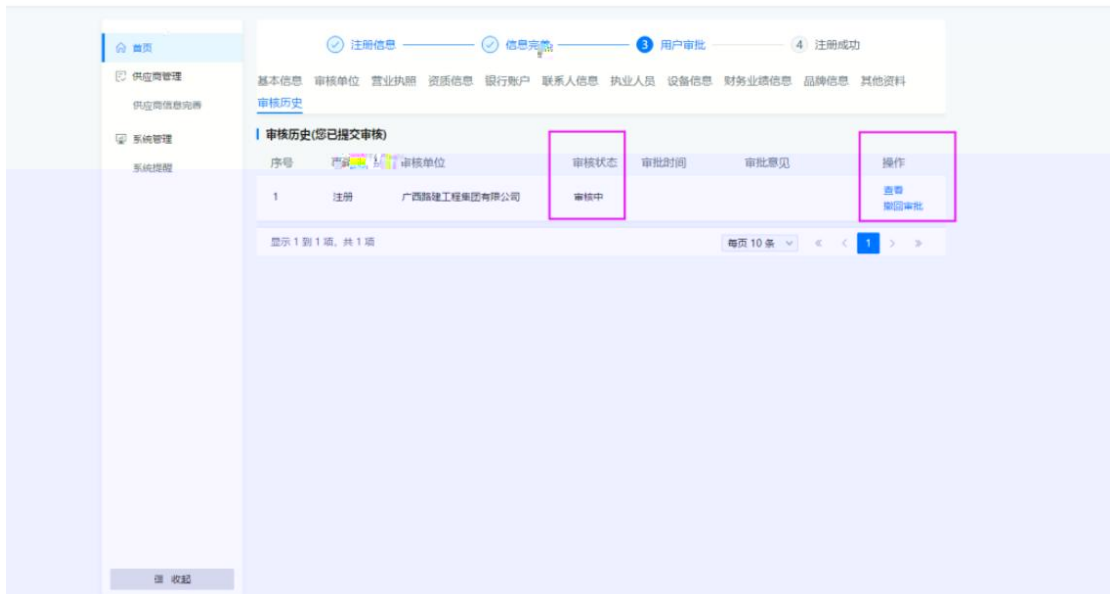 首页
供应商管理
供应商信息完善
系统管理
系统提醒
收起
注册信息 信息完善 3 用户审批 4 注册成功
基本信息 审核单位 营业执照 资质信息 银行账户 联系人信息 执业人员 设备信息 财务业绩信息 品牌信息 其他资料
审核历史
审核历史(您已提交审核)
序号 审核单位 审核状态 审批时间 审批意见 操作
1 注册 广西路建工程集团有限公司 审核中 查看
撤回审批
显示 1 到 1 项, 共 1 项 每页 10 条 « < 1 > »